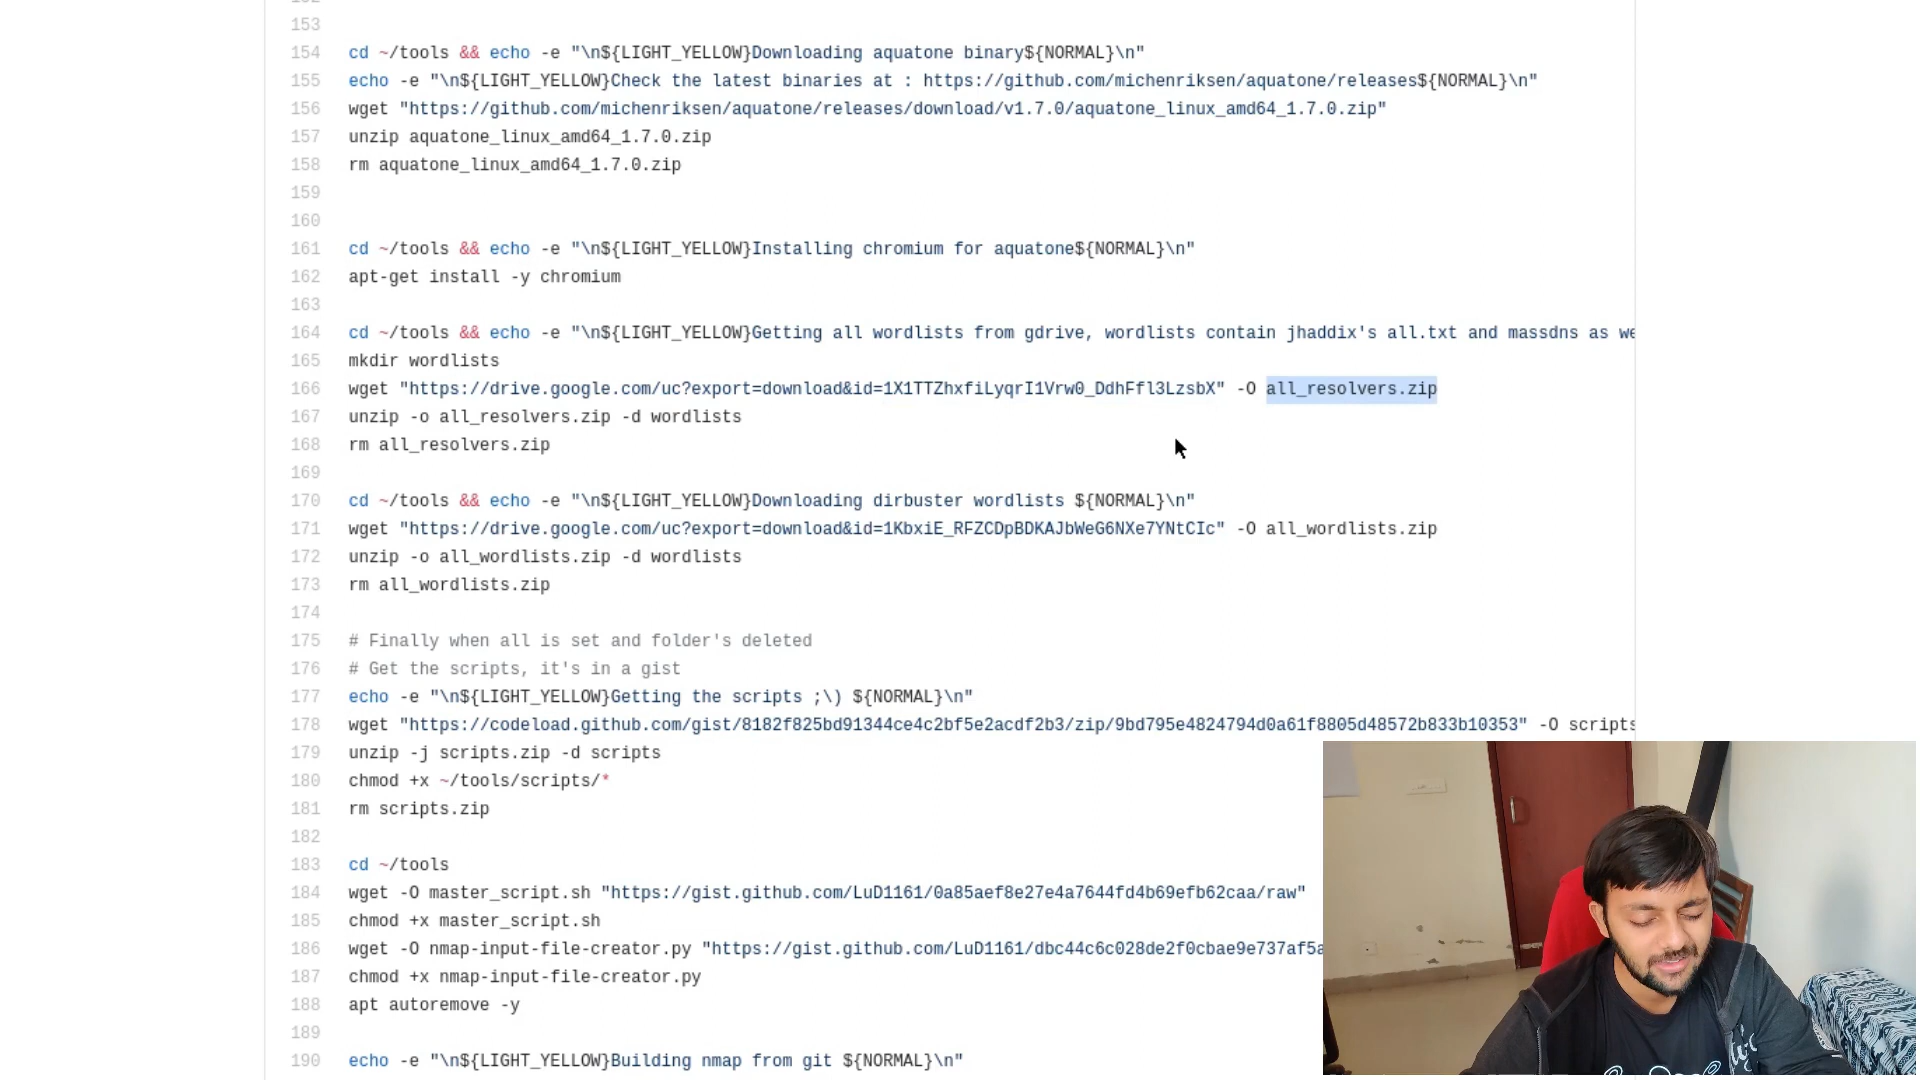 153
154 cd ~/tools && echo -e "\n${LIGHT_YELLOW}Downloading aquatone binary${NORMAL}\n"
155 echo -e "\n${LIGHT_YELLOW}Check the latest binaries at : https://github.com/michenriksen/aquatone/releases${NORMAL}\n"
156 wget "https://github.com/michenriksen/aquatone/releases/download/v1.7.0/aquatone_linux_amd64_1.7.0.zip"
157 unzip aquatone_linux_amd64_1.7.0.zip
158 rm aquatone_linux_amd64_1.7.0.zip
159
160
161 cd ~/tools && echo -e "\n${LIGHT_YELLOW}Installing chromium for aquatone${NORMAL}\n"
162 apt-get install -y chromium
163
164 cd ~/tools && echo -e "\n${LIGHT_YELLOW}Getting all wordlists from gdrive, wordlists contain jhaddix's all.txt and massdns as we
165 mkdir wordlists
166 wget "https://drive.google.com/uc?export=download&id=1X1TTZhxfiLyqrI1Vrw0_DdhFfl3LzsbX" -O all_resolvers.zip
167 unzip -o all_resolvers.zip -d wordlists
168 rm all_resolvers.zip
169
170 cd ~/tools && echo -e "\n${LIGHT_YELLOW}Downloading dirbuster wordlists ${NORMAL}\n"
171 wget "https://drive.google.com/uc?export=download&id=1KbxiE_RFZCDpBDKAJbWeG6NXe7YNtCIc" -O all_wordlists.zip
172 unzip -o all_wordlists.zip -d wordlists
173 rm all_wordlists.zip
174
175 # Finally when all is set and folder's deleted
176 # Get the scripts, it's in a gist
177 echo -e "\n${LIGHT_YELLOW}Getting the scripts ;\) ${NORMAL}\n"
178 wget "https://codeload.github.com/gist/8182f825bd91344ce4c2bf5e2acdf2b3/zip/9bd795e4824794d0a61f8805d48572b833b10353" -O scripts
179 unzip -j scripts.zip -d scripts
180 chmod +x ~/tools/scripts/*
181 rm scripts.zip
182
183 cd ~/tools
184 wget -O master_script.sh "https://gist.github.com/LuD1161/0a85aef8e27e4a7644fd4b69efb62caa/raw"
185 chmod +x master_script.sh
186 wget -O nmap-input-file-creator.py "https://gist.github.com/LuD1161/dbc44c6c028de2f0cbae9e737af5a
187 chmod +x nmap-input-file-creator.py
188 apt autoremove -y
189
190 echo -e "\n${LIGHT_YELLOW}Building nmap from git ${NORMAL}\n"